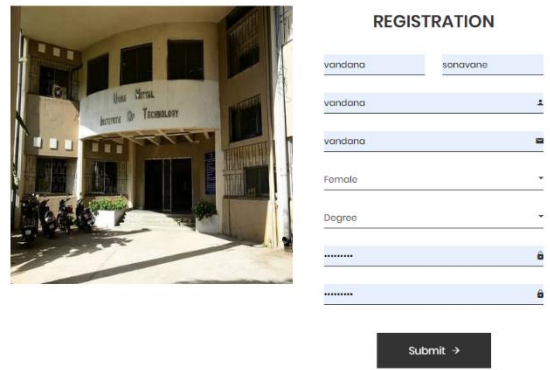 Usha Mittal
Institute Of Technology
REGISTRATION
vandana sonavane
vandana
vandana
Female
Degree
•••••••••
•••••••••
Submit →